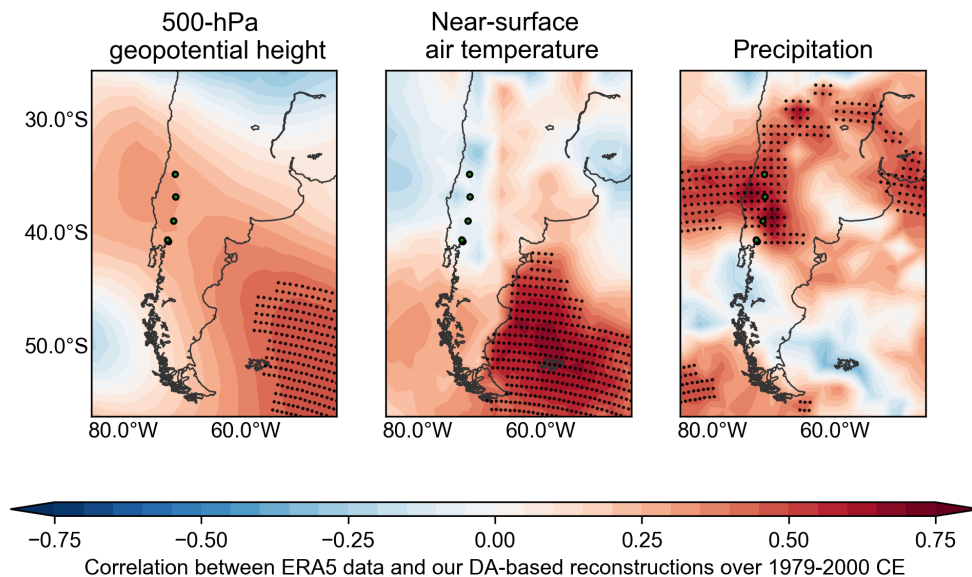 500-hPa
geopotential height
Near-surface
air temperature
Precipitation
30.0°S
40.0°S
50.0°S
80.0°W 60.0°W
80.0°W 60.0°W
80.0°W 60.0°W
−0.75 −0.50 −0.25 0.00 0.25 0.50 0.75
Correlation between ERA5 data and our DA-based reconstructions over 1979-2000 CE